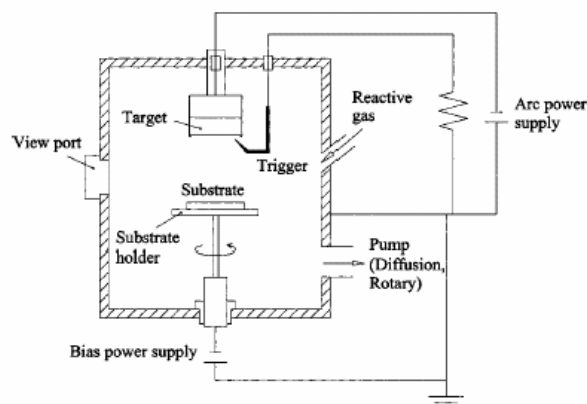 Target
Reactive
gas
Arc power
supply
View port
Trigger
Substrate
Substrate
holder
Pump
(Diffusion,
Rotary)
Bias power supply